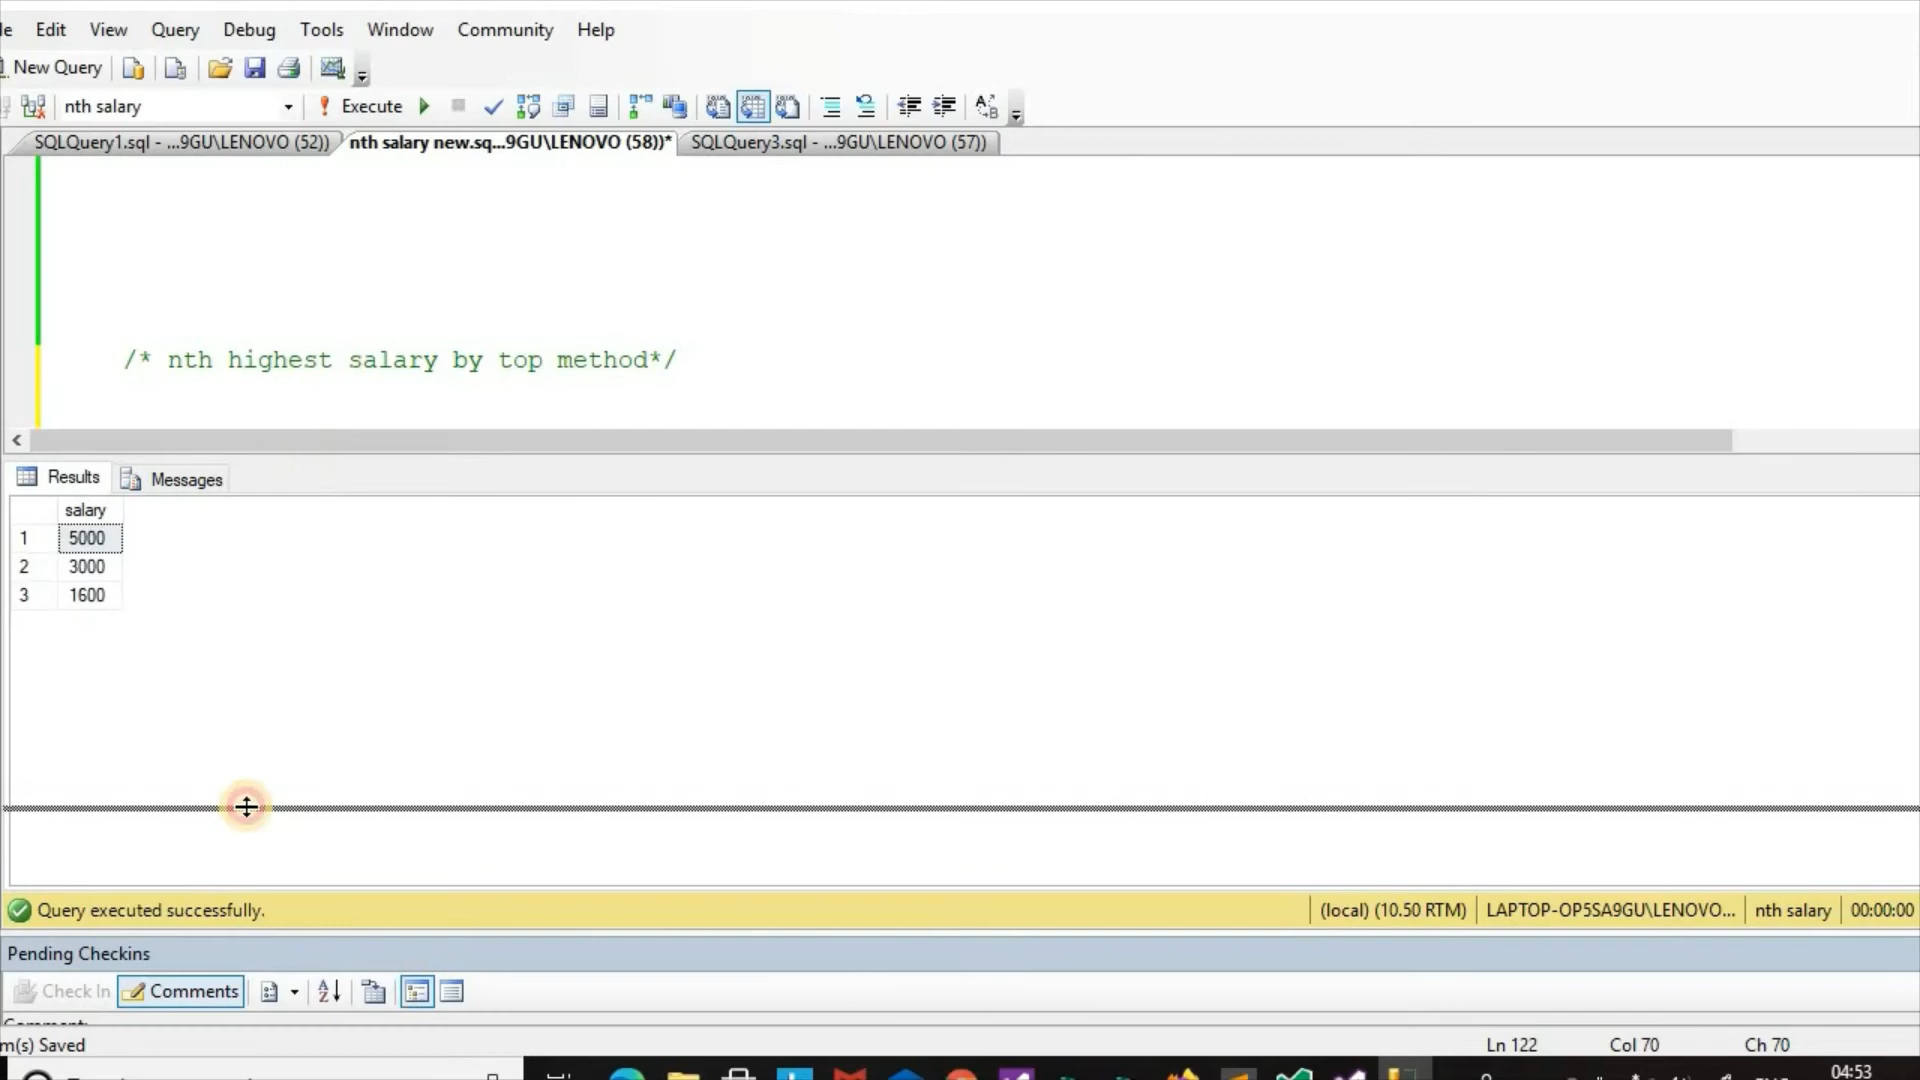 le Edit View Query Debug Tools Window Community Help
New Query
nth salary Execute
SQLQuery1.sql - ...9GU\LENOVO (52)) nth salary new.sq...9GU\LENOVO (58))* SQLQuery3.sql - ...9GU\LENOVO (57))
/* nth highest salary by top method*/
Results Messages
salary
1 5000
2 3000
3 1600
Query executed successfully. (local) (10.50 RTM) LAPTOP-OP5SA9GU\LENOVO... nth salary 00:00:00
Pending Checkins
Check In Comments
m(s) Saved Ln 122 Col 70 Ch 70
04:53